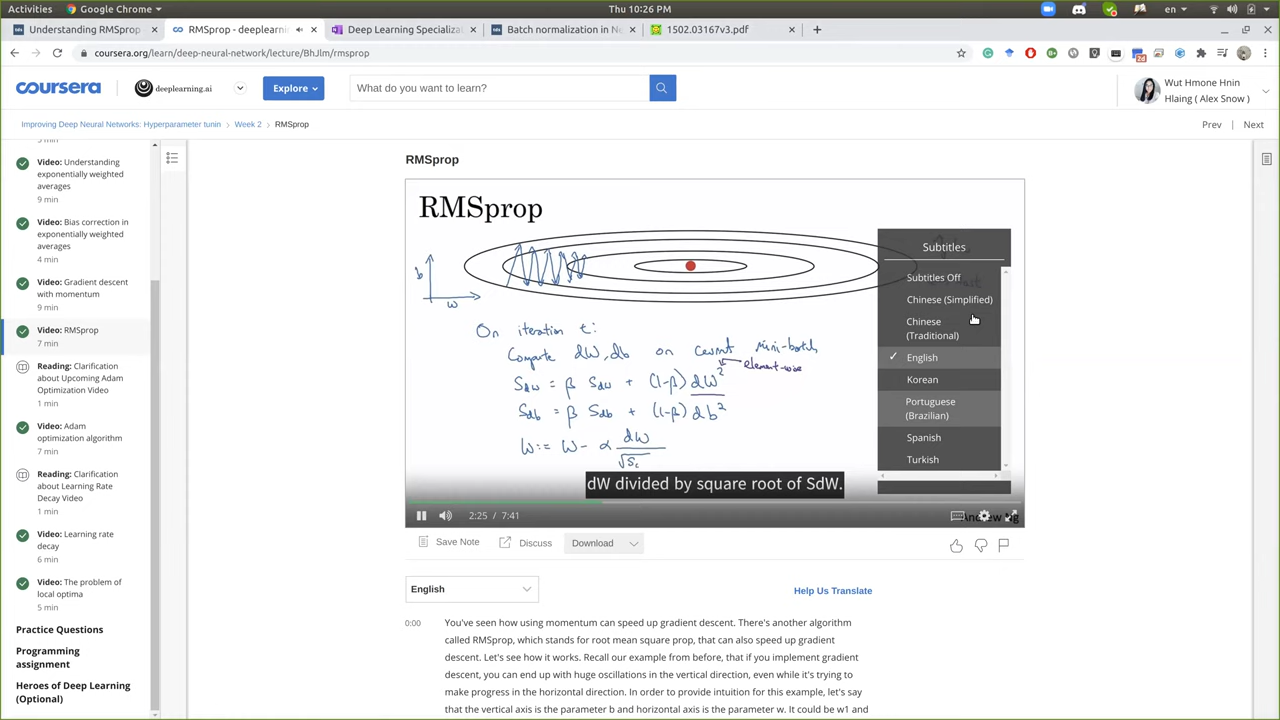 Activities
Google Chrome
Thu 10:26 PM
en
Understanding RMSprop
RMSprop - deeplearnin
Deep Learning Specializa
Batch normalization in Ne
1502.03167v3.pdf
coursera.org/learn/deep-neural-network/lecture/BhJlm/rmsprop
coursera
deeplearning.ai
Explore
What do you want to learn?
Wut Hmone Hnin
Hlaing ( Alex Snow )
Improving Deep Neural Networks: Hyperparameter tunin > Week 2 > RMSprop
Prev
Next
5 min
Video: Understanding
exponentially weighted
averages
9 min
Video: Bias correction in
exponentially weighted
averages
4 min
Video: Gradient descent
with momentum
9 min
Video: RMSprop
7 min
Reading: Clarification
about Upcoming Adam
Optimization Video
1 min
Video: Adam
optimization algorithm
7 min
Reading: Clarification
about Learning Rate
Decay Video
1 min
Video: Learning rate
decay
6 min
Video: The problem of
local optima
5 min
Practice Questions
Programming
assignment
Heroes of Deep Learning
(Optional)
RMSprop
RMSprop
b
w
On iteration t:
Compute dW, db on current mini-batch
S_dw = β S_dw + (1-β) dW²
element-wise
S_db = β S_db + (1-β) db²
W := W - α dW/√S
dW divided by square root of SdW.
Subtitles
Subtitles Off
Chinese (Simplified)
Chinese
(Traditional)
✓ English
Korean
Portuguese
(Brazilian)
Spanish
Turkish
2:25 / 7:41
Andrew Ng
Save Note
Discuss
Download
English
Help Us Translate
0:00
You've seen how using momentum can speed up gradient descent. There's another algorithm
called RMSprop, which stands for root mean square prop, that can also speed up gradient
descent. Let's see how it works. Recall our example from before, that if you implement gradient
descent, you can end up with huge oscillations in the vertical direction, even while it's trying to
make progress in the horizontal direction. In order to provide intuition for this example, let's say
that the vertical axis is the parameter b and horizontal axis is the parameter w. It could be w1 and